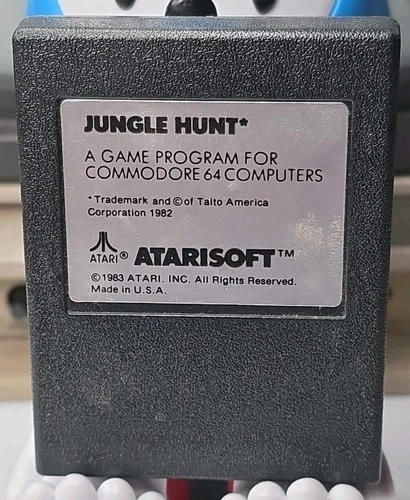 JUNGLE HUNT*
A GAME PROGRAM FOR
COMMODORE 64 COMPUTERS
*Trademark and © of Taito America
Corporation 1982
ATARI® ATARISOFT™
©1983 ATARI, INC. All Rights Reserved.
Made in U.S.A.